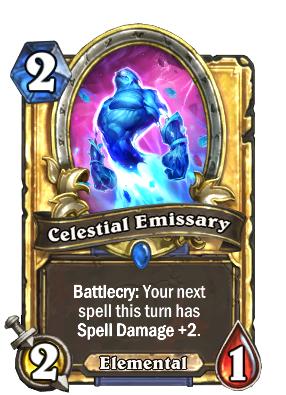 2
Celestial Emissary
Battlecry: Your next
spell this turn has
Spell Damage +2.
2
Elemental
1